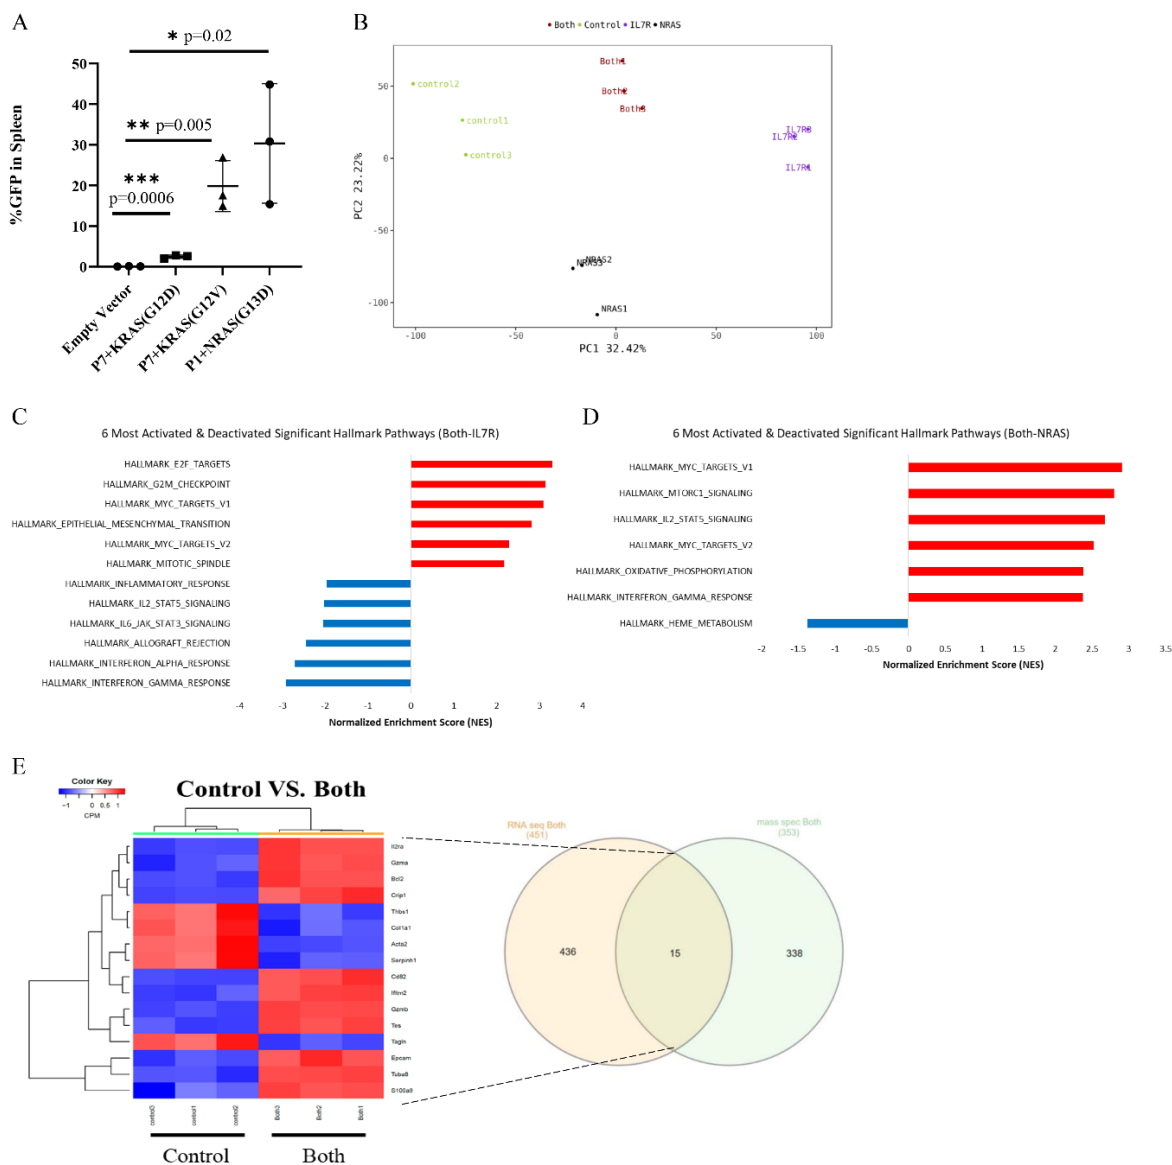 A
* p=0.02
** p=0.005
***
p=0.0006
%GFP in Spleen
50
40
30
20
10
0
Empty Vector
P7+KRAS(G12D)
P7+KRAS(G12V)
P1+NRAS(G13D)
B
Both Control IL7R NRAS
Both1
Both2
Both3
control2
control1
control3
IL7R3
IL7R2
IL7R1
NRAS2
NRAS3
NRAS1
PC2 23.22%
50
0
-50
-100
-100 -50 0 50 100
PC1 32.42%
C
6 Most Activated & Deactivated Significant Hallmark Pathways (Both-IL7R)
HALLMARK_E2F_TARGETS
HALLMARK_G2M_CHECKPOINT
HALLMARK_MYC_TARGETS_V1
HALLMARK_EPITHELIAL_MESENCHYMAL_TRANSITION
HALLMARK_MYC_TARGETS_V2
HALLMARK_MITOTIC_SPINDLE
HALLMARK_INFLAMMATORY_RESPONSE
HALLMARK_IL2_STAT5_SIGNALING
HALLMARK_IL6_JAK_STAT3_SIGNALING
HALLMARK_ALLOGRAFT_REJECTION
HALLMARK_INTERFERON_ALPHA_RESPONSE
HALLMARK_INTERFERON_GAMMA_RESPONSE
-4 -3 -2 -1 0 1 2 3 4
Normalized Enrichment Score (NES)
D
6 Most Activated & Deactivated Significant Hallmark Pathways (Both-NRAS)
HALLMARK_MYC_TARGETS_V1
HALLMARK_MTORC1_SIGNALING
HALLMARK_IL2_STAT5_SIGNALING
HALLMARK_MYC_TARGETS_V2
HALLMARK_OXIDATIVE_PHOSPHORYLATION
HALLMARK_INTERFERON_GAMMA_RESPONSE
HALLMARK_HEME_METABOLISM
-2 -1.5 -1 -0.5 0 0.5 1 1.5 2 2.5 3 3.5
Normalized Enrichment Score (NES)
E
Color Key
-1 0 0.5 1
CPM
Control VS. Both
Il2ra
Gzma
Bcl2
Crip1
Thbs1
Col1a1
Acta2
Serpinh1
Cd82
Ifitm2
Gzmb
Tes
Tagln
Epcam
Tuba8
S100a9
control3 control1 control2 Both3 Both2 Both1
Control Both
RNA seq Both
(451)
mass spec Both
(353)
436 15 338